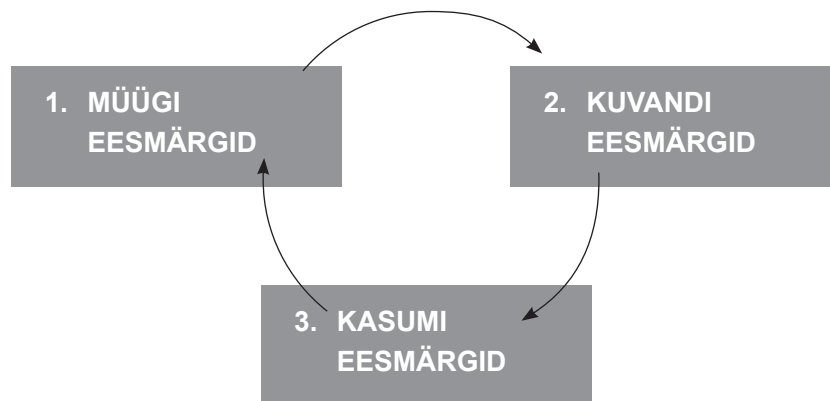 1. MÜÜGI
EESMÄRGID
2. KUVANDI
EESMÄRGID
3. KASUMI
EESMÄRGID